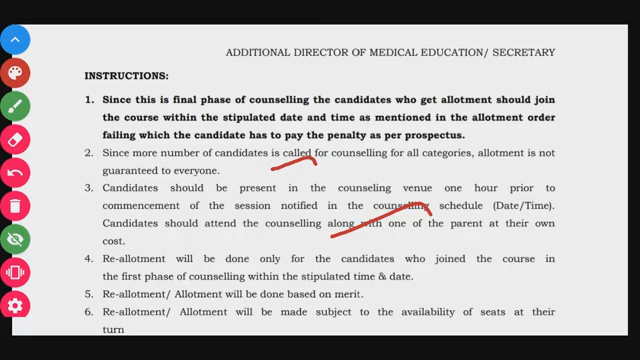 ADDITIONAL DIRECTOR OF MEDICAL EDUCATION/ SECRETARY
INSTRUCTIONS:
1. Since this is final phase of counselling the candidates who get allotment should join
the course within the stipulated date and time as mentioned in the allotment order
failing which the candidate has to pay the penalty as per prospectus.
2. Since more number of candidates is called for counselling for all categories, allotment is not
guaranteed to everyone.
3. Candidates should be present in the counseling venue one hour prior to
commencement of the session notified in the counselling schedule (Date/Time).
Candidates should attend the counselling along with one of the parent at their own
cost.
4. Re-allotment will be done only for the candidates who joined the course in
the first phase of counselling within the stipulated time & date.
5. Re-allotment/ Allotment will be done based on merit.
6. Re-allotment/ Allotment will be made subject to the availability of seats at their
turn